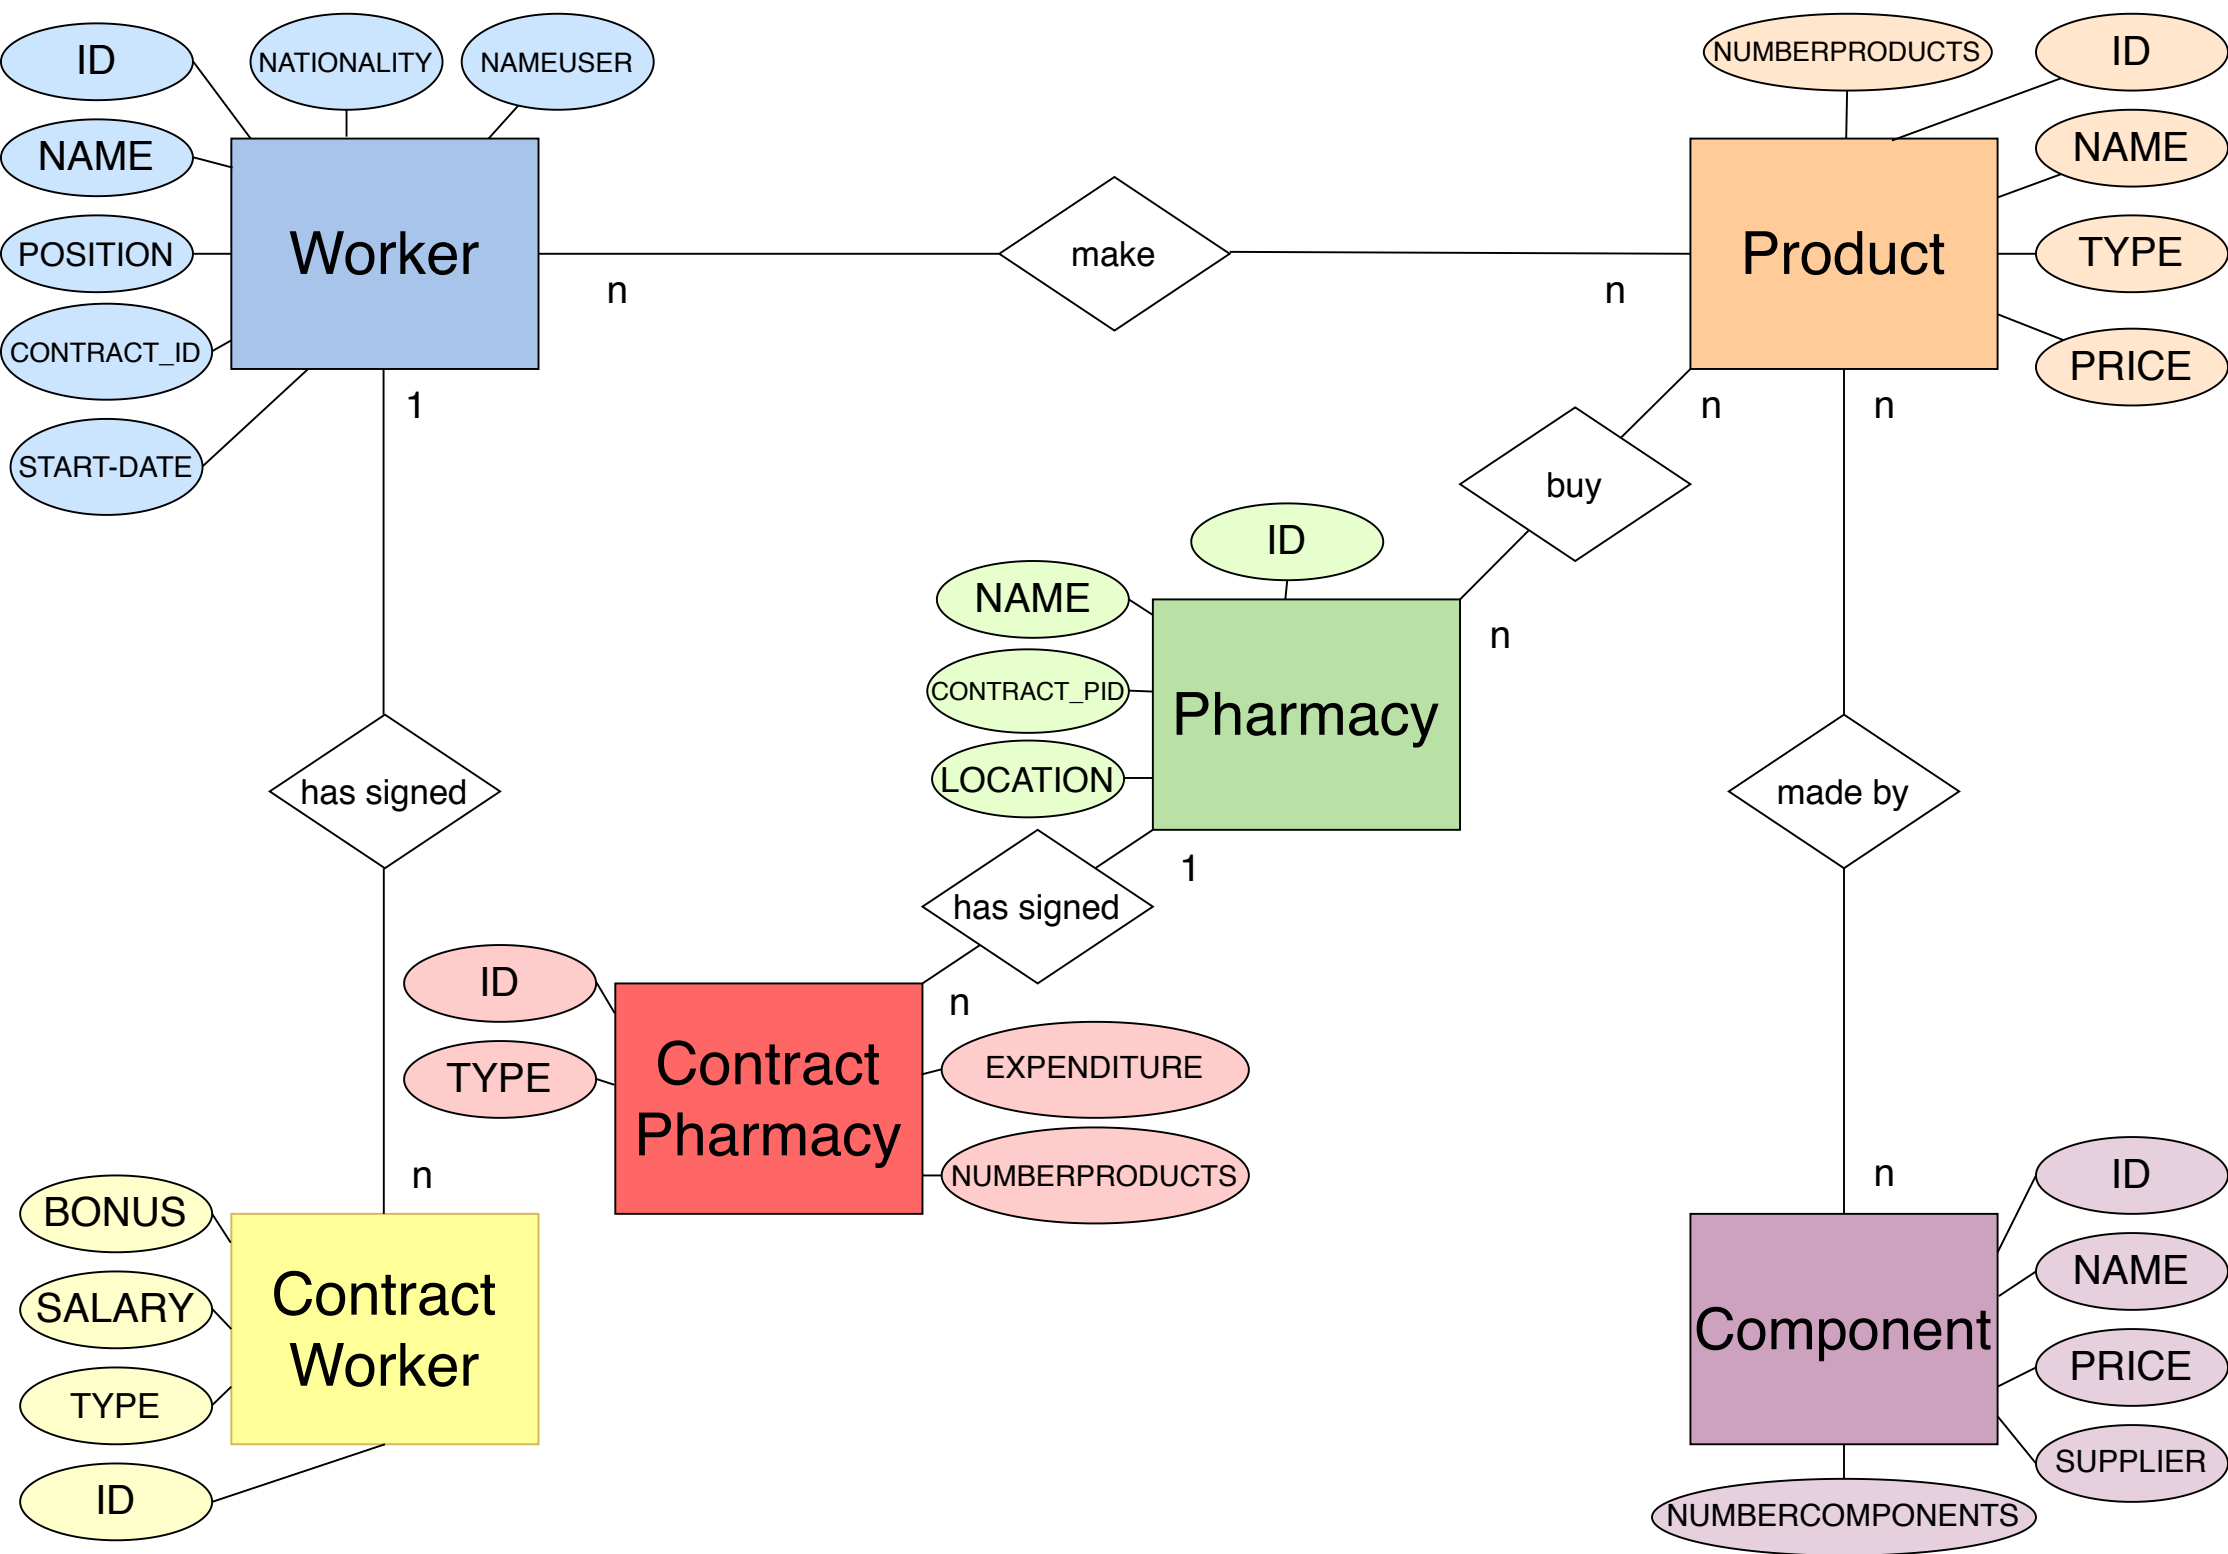 ID
NATIONALITY
NAMEUSER
NUMBERPRODUCTS
ID
NAME
NAME
Worker
make
Product
POSITION
TYPE
n
n
CONTRACT_ID
PRICE
1
n
n
START-DATE
buy
ID
NAME
n
CONTRACT_PID
Pharmacy
LOCATION
has signed
made by
1
has signed
ID
n
Contract
Pharmacy
EXPENDITURE
TYPE
NUMBERPRODUCTS
n
n
ID
BONUS
NAME
Contract
Worker
SALARY
Component
PRICE
TYPE
SUPPLIER
ID
NUMBERCOMPONENTS